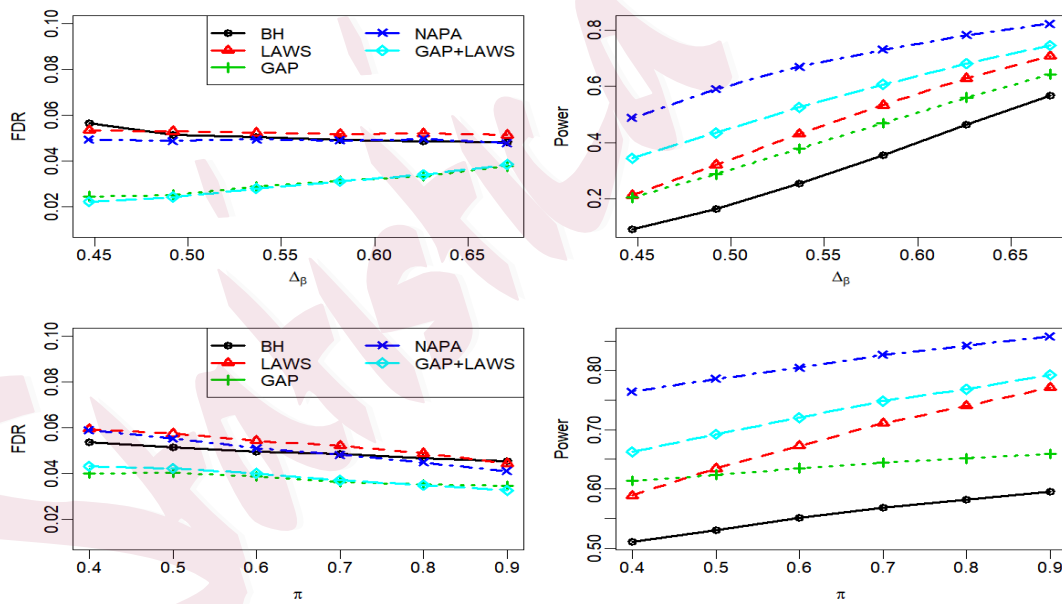 FDR
0.02 0.04 0.06 0.08 0.10
BH
LAWS
GAP
NAPA
GAP+LAWS
0.45 0.50 0.55 0.60 0.65
Δβ
Power
0.2 0.4 0.6 0.8
0.45 0.50 0.55 0.60 0.65
Δβ
FDR
0.02 0.04 0.06 0.08 0.10
BH
LAWS
GAP
NAPA
GAP+LAWS
0.4 0.5 0.6 0.7 0.8 0.9
π
Power
0.50 0.60 0.70 0.80
0.4 0.5 0.6 0.7 0.8 0.9
π